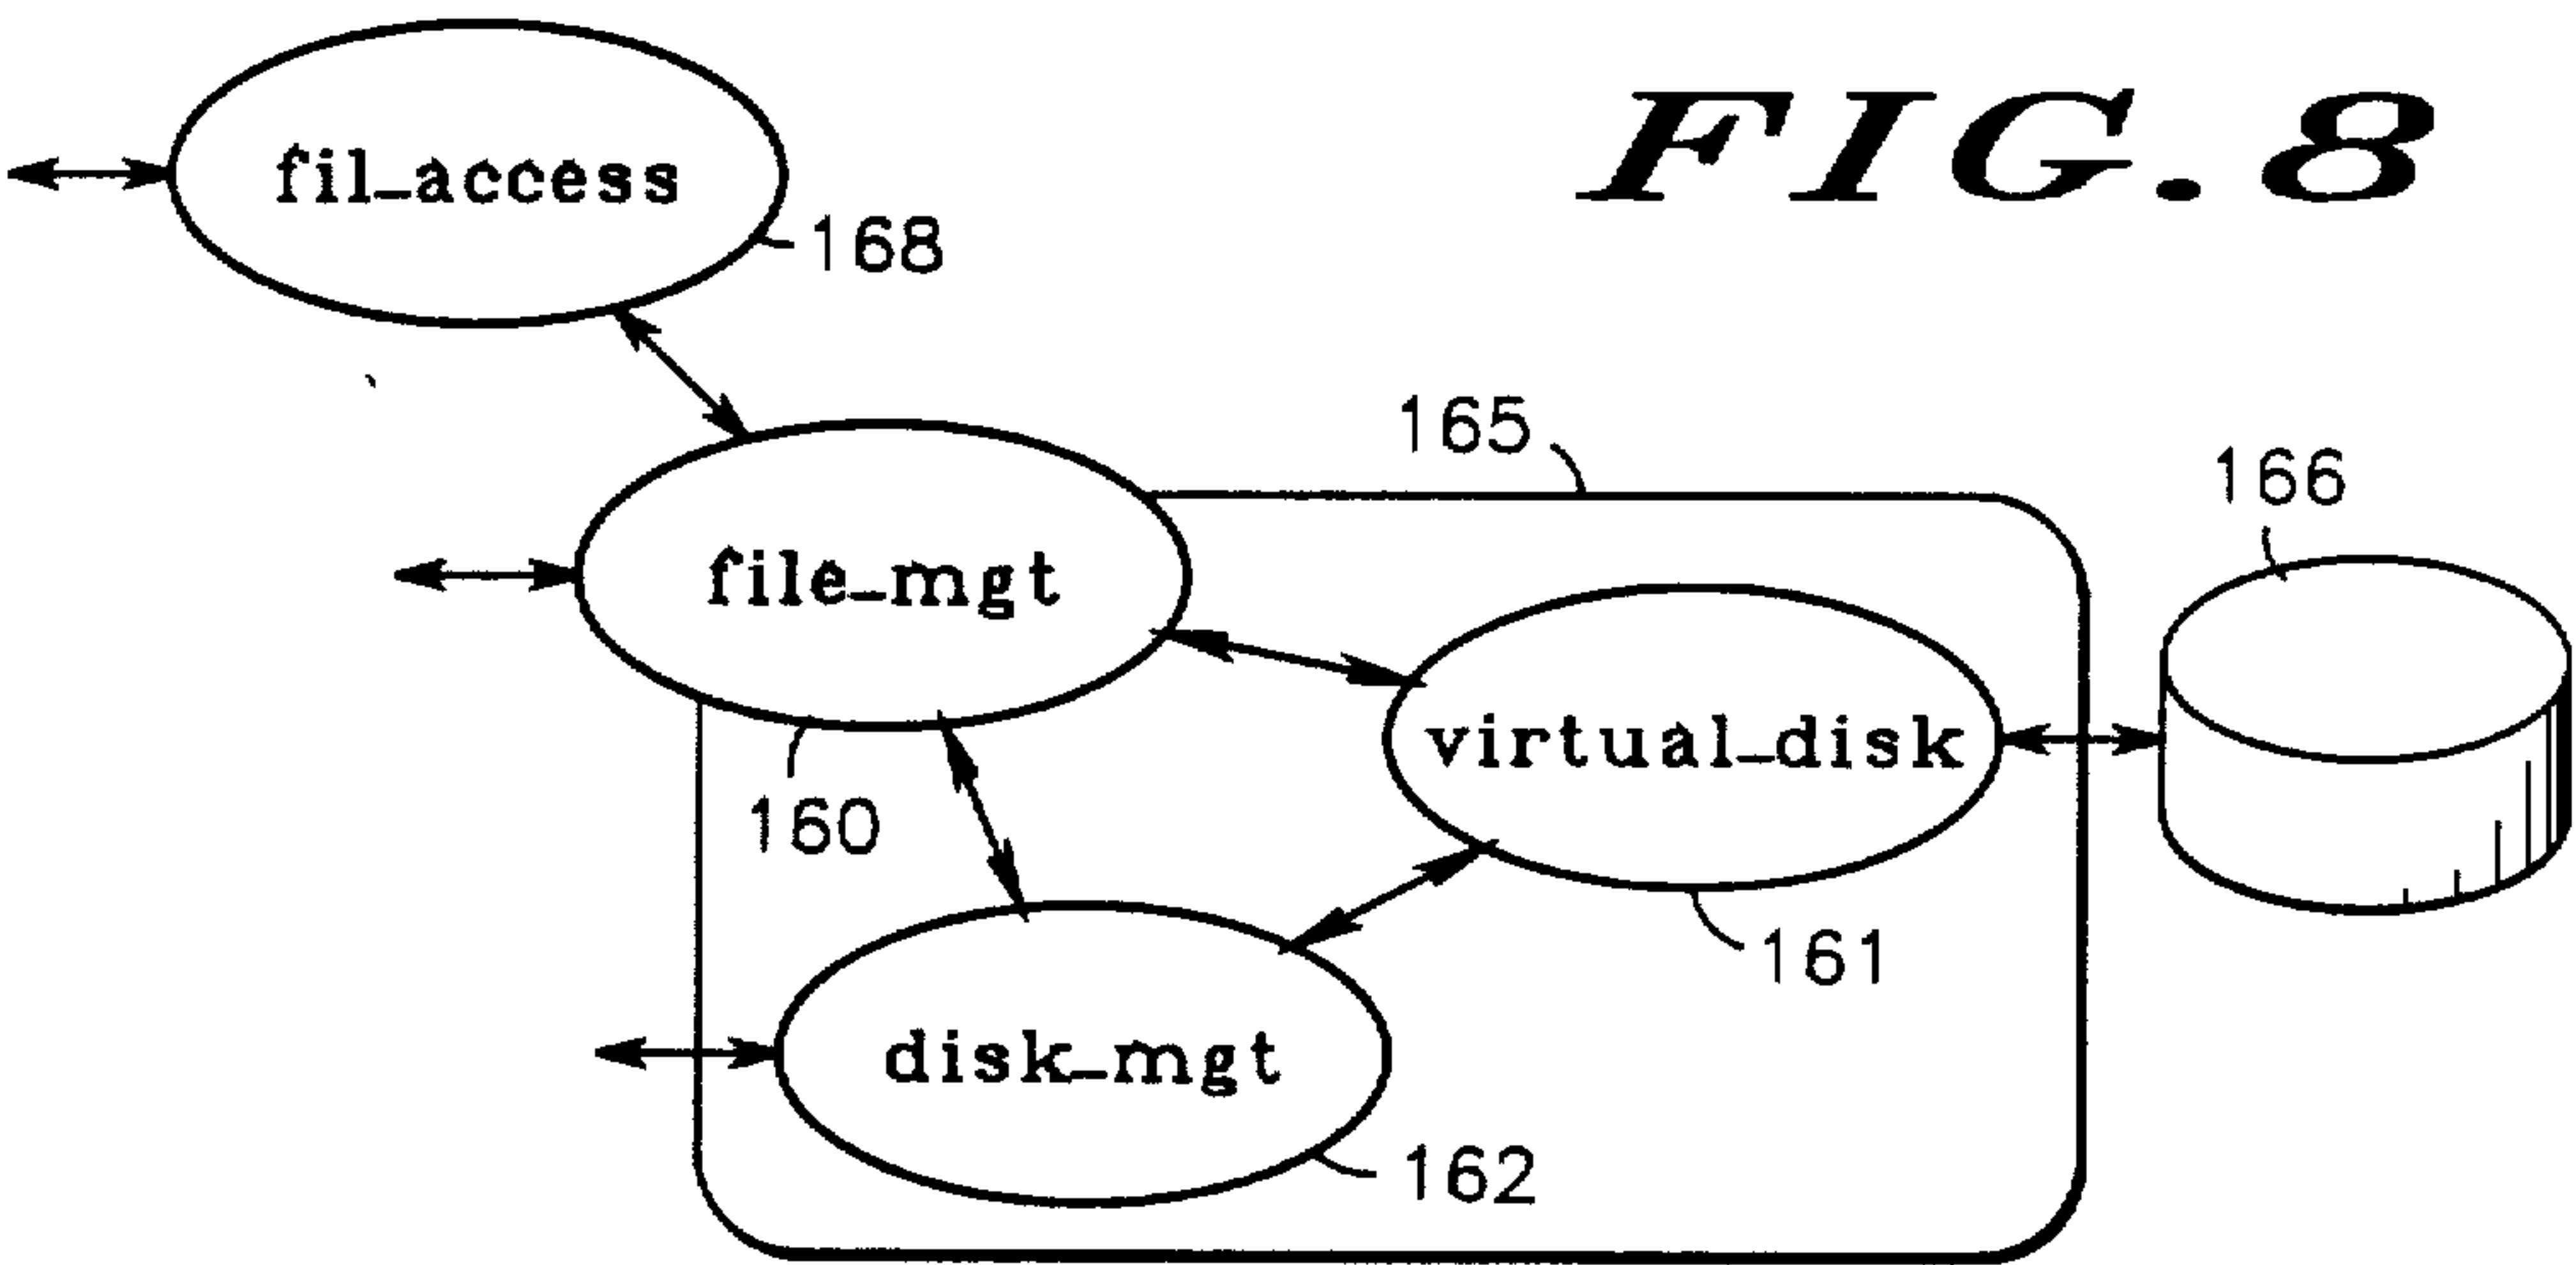 FIG. 8
fil_access
168
165
166
file_mgt
virtual_disk
160
161
disk_mgt
162